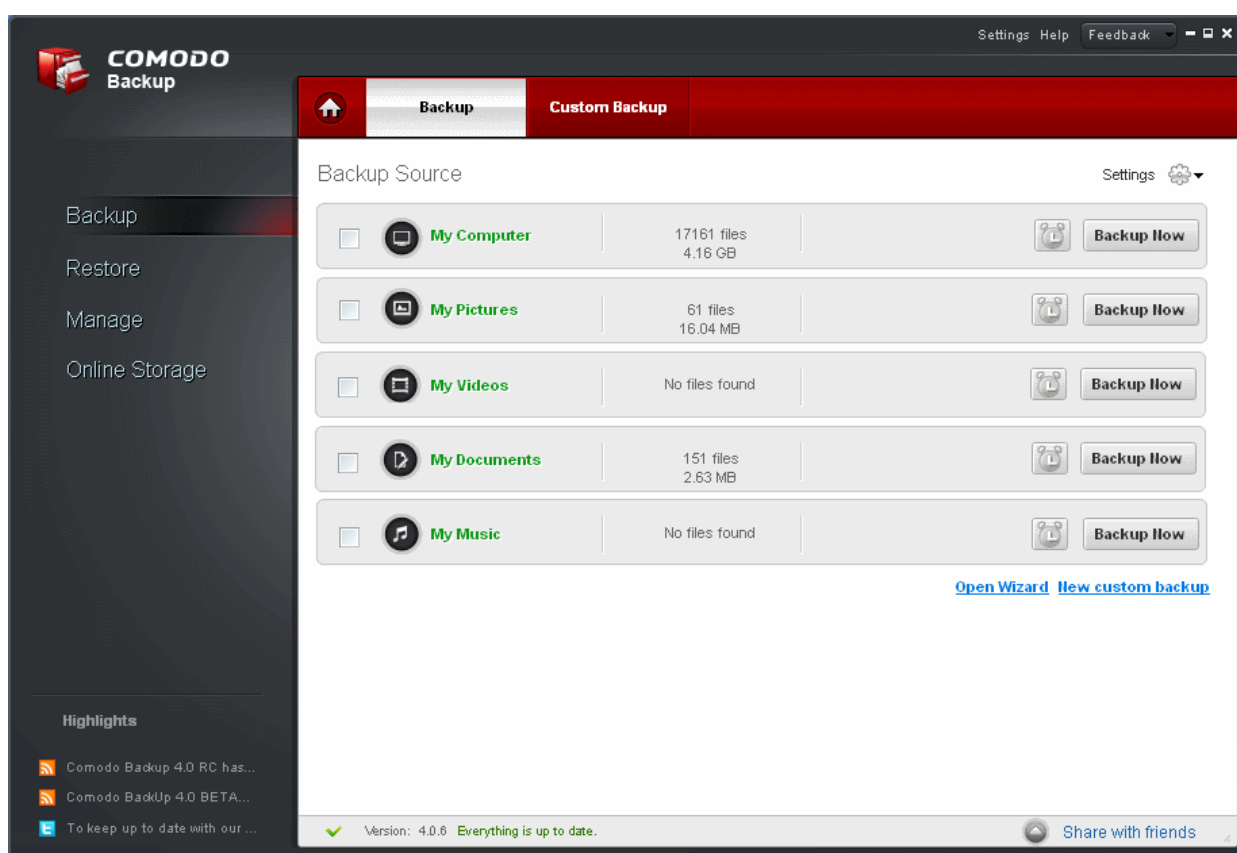 Settings Help Feedback
COMODO
Backup
Backup Custom Backup
Backup Source
Settings
Backup
Restore
Manage
Online Storage
My Computer
17161 files
4.16 GB
Backup Now
My Pictures
61 files
16.04 MB
Backup Now
My Videos
No files found
Backup Now
My Documents
151 files
2.63 MB
Backup Now
My Music
No files found
Backup Now
Open Wizard New custom backup
Highlights
Comodo Backup 4.0 RC has...
Comodo BackUp 4.0 BETA...
To keep up to date with our ...
Version: 4.0.6 Everything is up to date.
Share with friends